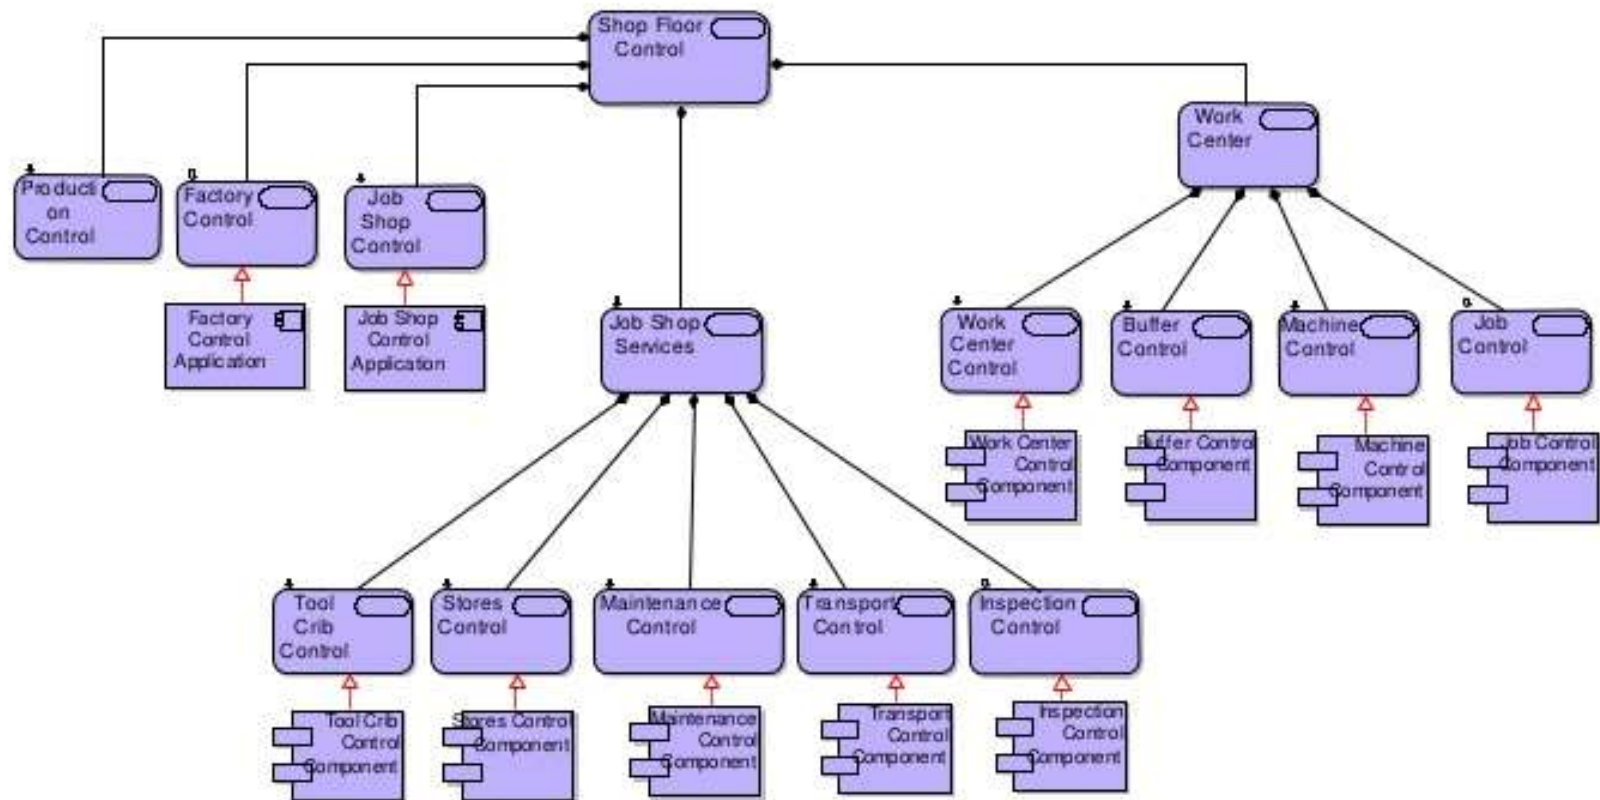 Shop Floor
Control
Work
Center
Producti
on
Control
Factory
Control
Job
Shop
Control
Factory
Control
Application
Job Shop
Control
Application
Job Shop
Services
Work
Center
Control
Buffer
Control
Machine
Control
Job
Control
Work Center
Control
Component
Buffer Control
Component
Machine
Control
Component
Job Control
Component
Tool
Crib
Control
Stores
Control
Maintenance
Control
Transport
Control
Inspection
Control
Tool Crib
Control
Component
Stores Control
Component
Maintenance
Control
Component
Transport
Control
Component
Inspection
Control
Component